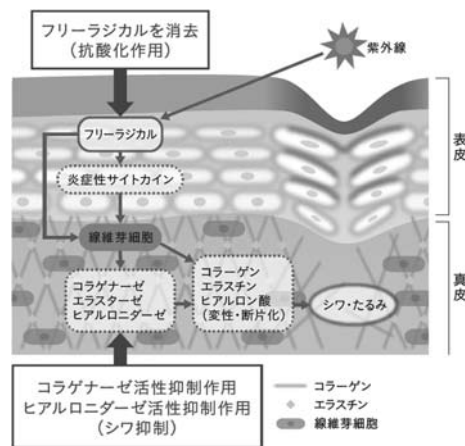 フリーラジカルを消去
(抗酸化作用)
紫外線
フリーラジカル
炎症性サイトカイン
線維芽細胞
コラゲナーゼ
エラスターゼ
ヒアルロニダーゼ
コラーゲン
エラスチン
ヒアルロン酸
(変性・断片化)
シワ・たるみ
表皮
真皮
コラゲナーゼ活性抑制作用
ヒアルロニダーゼ活性抑制作用
(シワ抑制)
コラーゲン
エラスチン
線維芽細胞